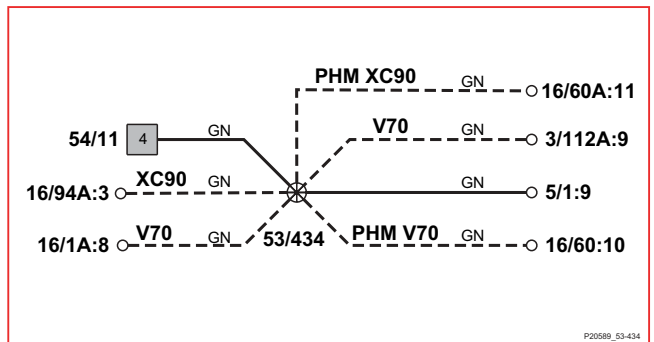 PHM XC90 GN 16/60A:11
V70 GN 3/112A:9
54/11 4 GN
XC90 GN
16/94A:3
GN 5/1:9
V70 GN
16/1A:8
53/434
PHM V70 GN 16/60:10
P20589_53-434